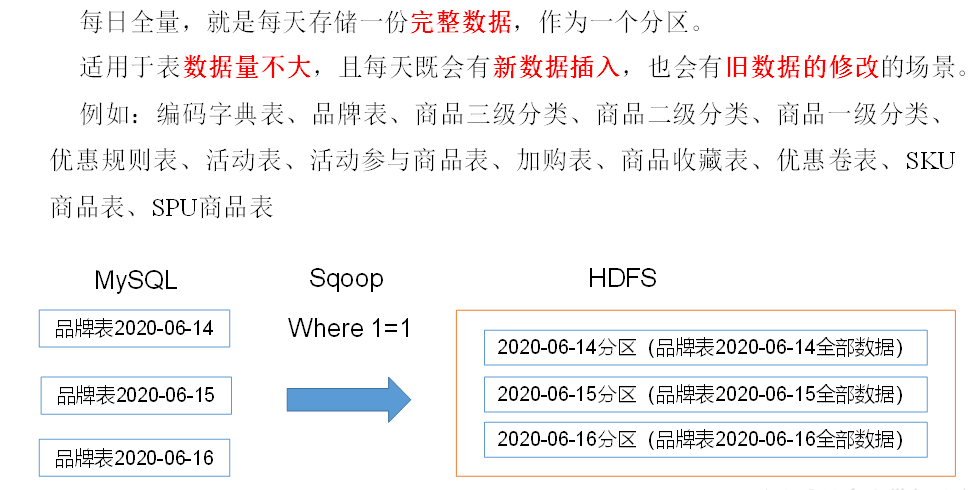 每日全量，就是每天存储一份完整数据，作为一个分区。
适用于表数据量不大，且每天既会有新数据插入，也会有旧数据的修改的场景。
例如：编码字典表、品牌表、商品三级分类、商品二级分类、商品一级分类、
优惠规则表、活动表、活动参与商品表、加购表、商品收藏表、优惠卷表、SKU
商品表、SPU商品表
MySQL
Sqoop
HDFS
品牌表2020-06-14
Where 1=1
2020-06-14分区（品牌表2020-06-14全部数据）
品牌表2020-06-15
2020-06-15分区（品牌表2020-06-15全部数据）
品牌表2020-06-16
2020-06-16分区（品牌表2020-06-16全部数据）